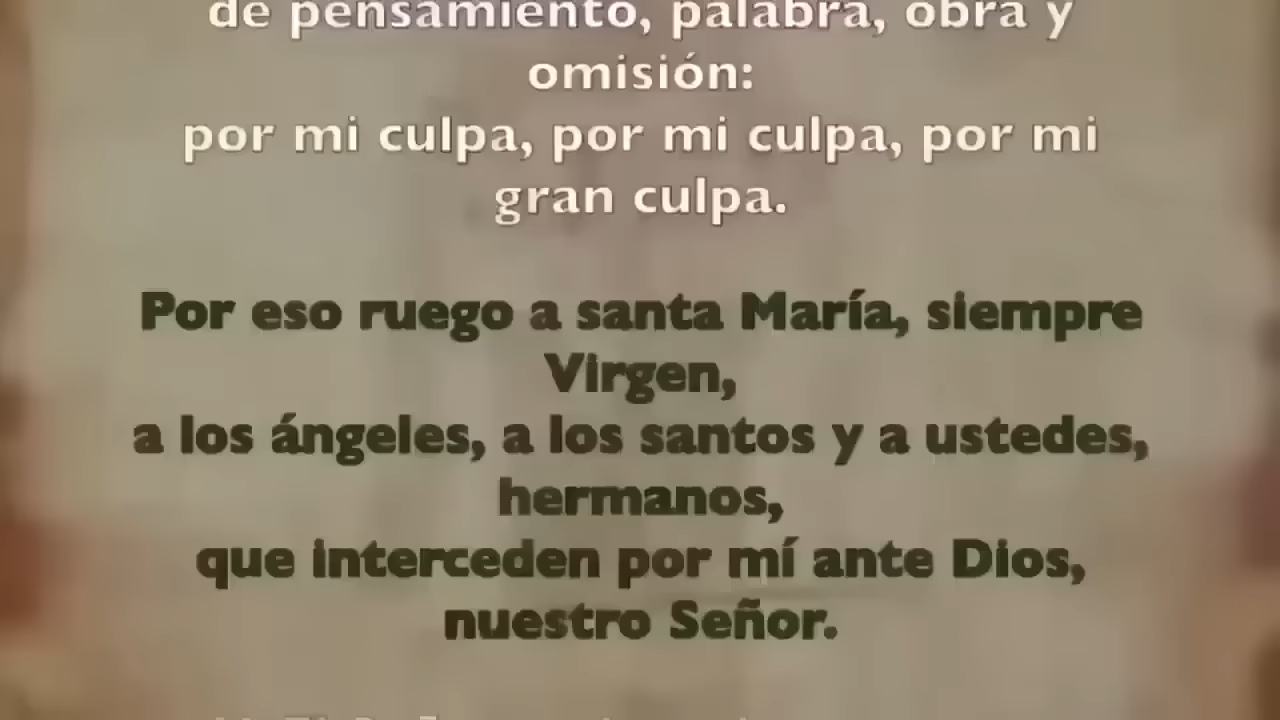 de pensamiento, palabra, obra y
omisión:
por mi culpa, por mi culpa, por mi
gran culpa.
Por eso ruego a santa María, siempre
Virgen,
a los ángeles, a los santos y a ustedes,
hermanos,
que interceden por mí ante Dios,
nuestro Señor.